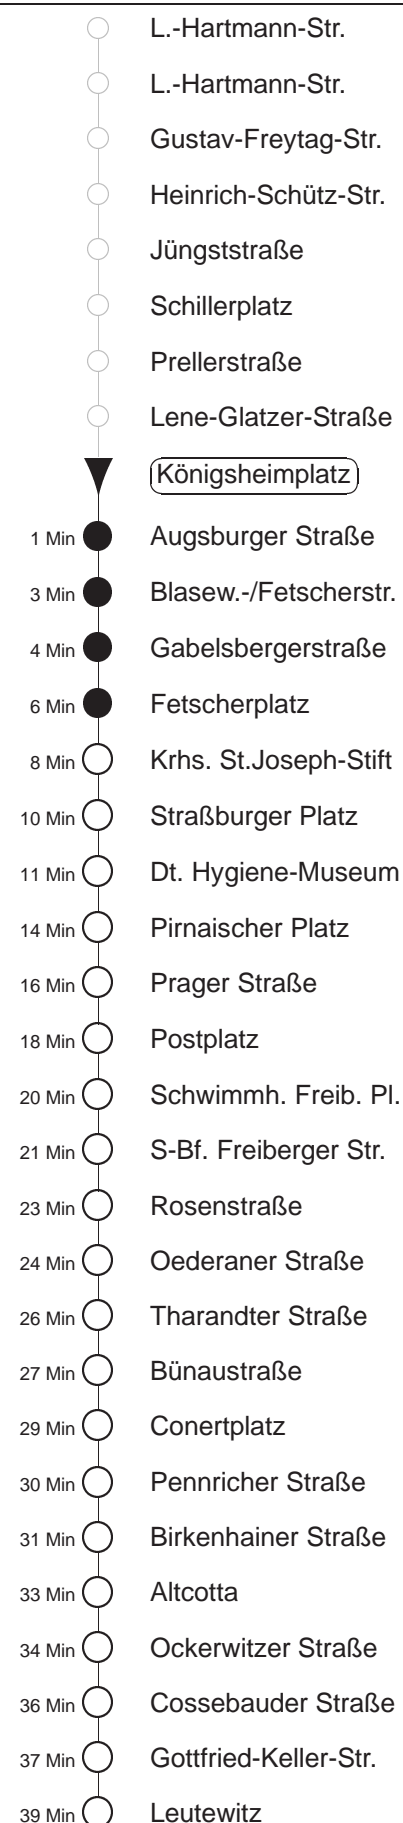 L.-Hartmann-Str.
L.-Hartmann-Str.
Gustav-Freytag-Str.
Heinrich-Schütz-Str.
Jüngststraße
Schillerplatz
Prellerstraße
Lene-Glatzer-Straße
Königsheimplatz
1 Min Augsburger Straße
3 Min Blasew.-/Fetscherstr.
4 Min Gabelsbergerstraße
6 Min Fetscherplatz
8 Min Krhs. St.Joseph-Stift
10 Min Straßburger Platz
11 Min Dt. Hygiene-Museum
14 Min Pirnaischer Platz
16 Min Prager Straße
18 Min Postplatz
20 Min Schwimmh. Freib. Pl.
21 Min S-Bf. Freiberger Str.
23 Min Rosenstraße
24 Min Oederaner Straße
26 Min Tharandter Straße
27 Min Bünaustraße
29 Min Conertplatz
30 Min Pennricher Straße
31 Min Birkenhainer Straße
33 Min Altcotta
34 Min Ockerwitzer Straße
36 Min Cossebauder Straße
37 Min Gottfried-Keller-Str.
39 Min Leutewitz